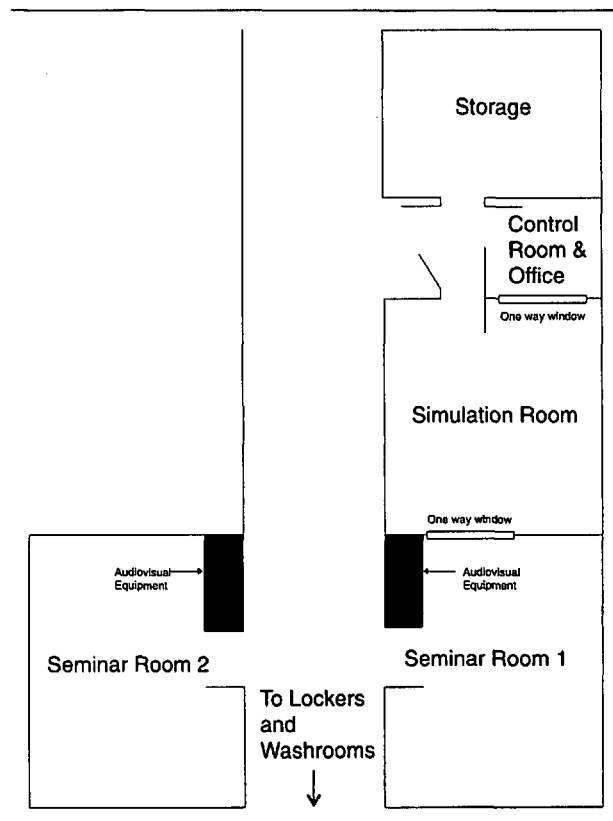 Storage
Control
Room &
Office
One way window
Simulation Room
One way window
Audiovisual
Equipment
Audiovisual
Equipment
Seminar Room 2
Seminar Room 1
To Lockers
and
Washrooms